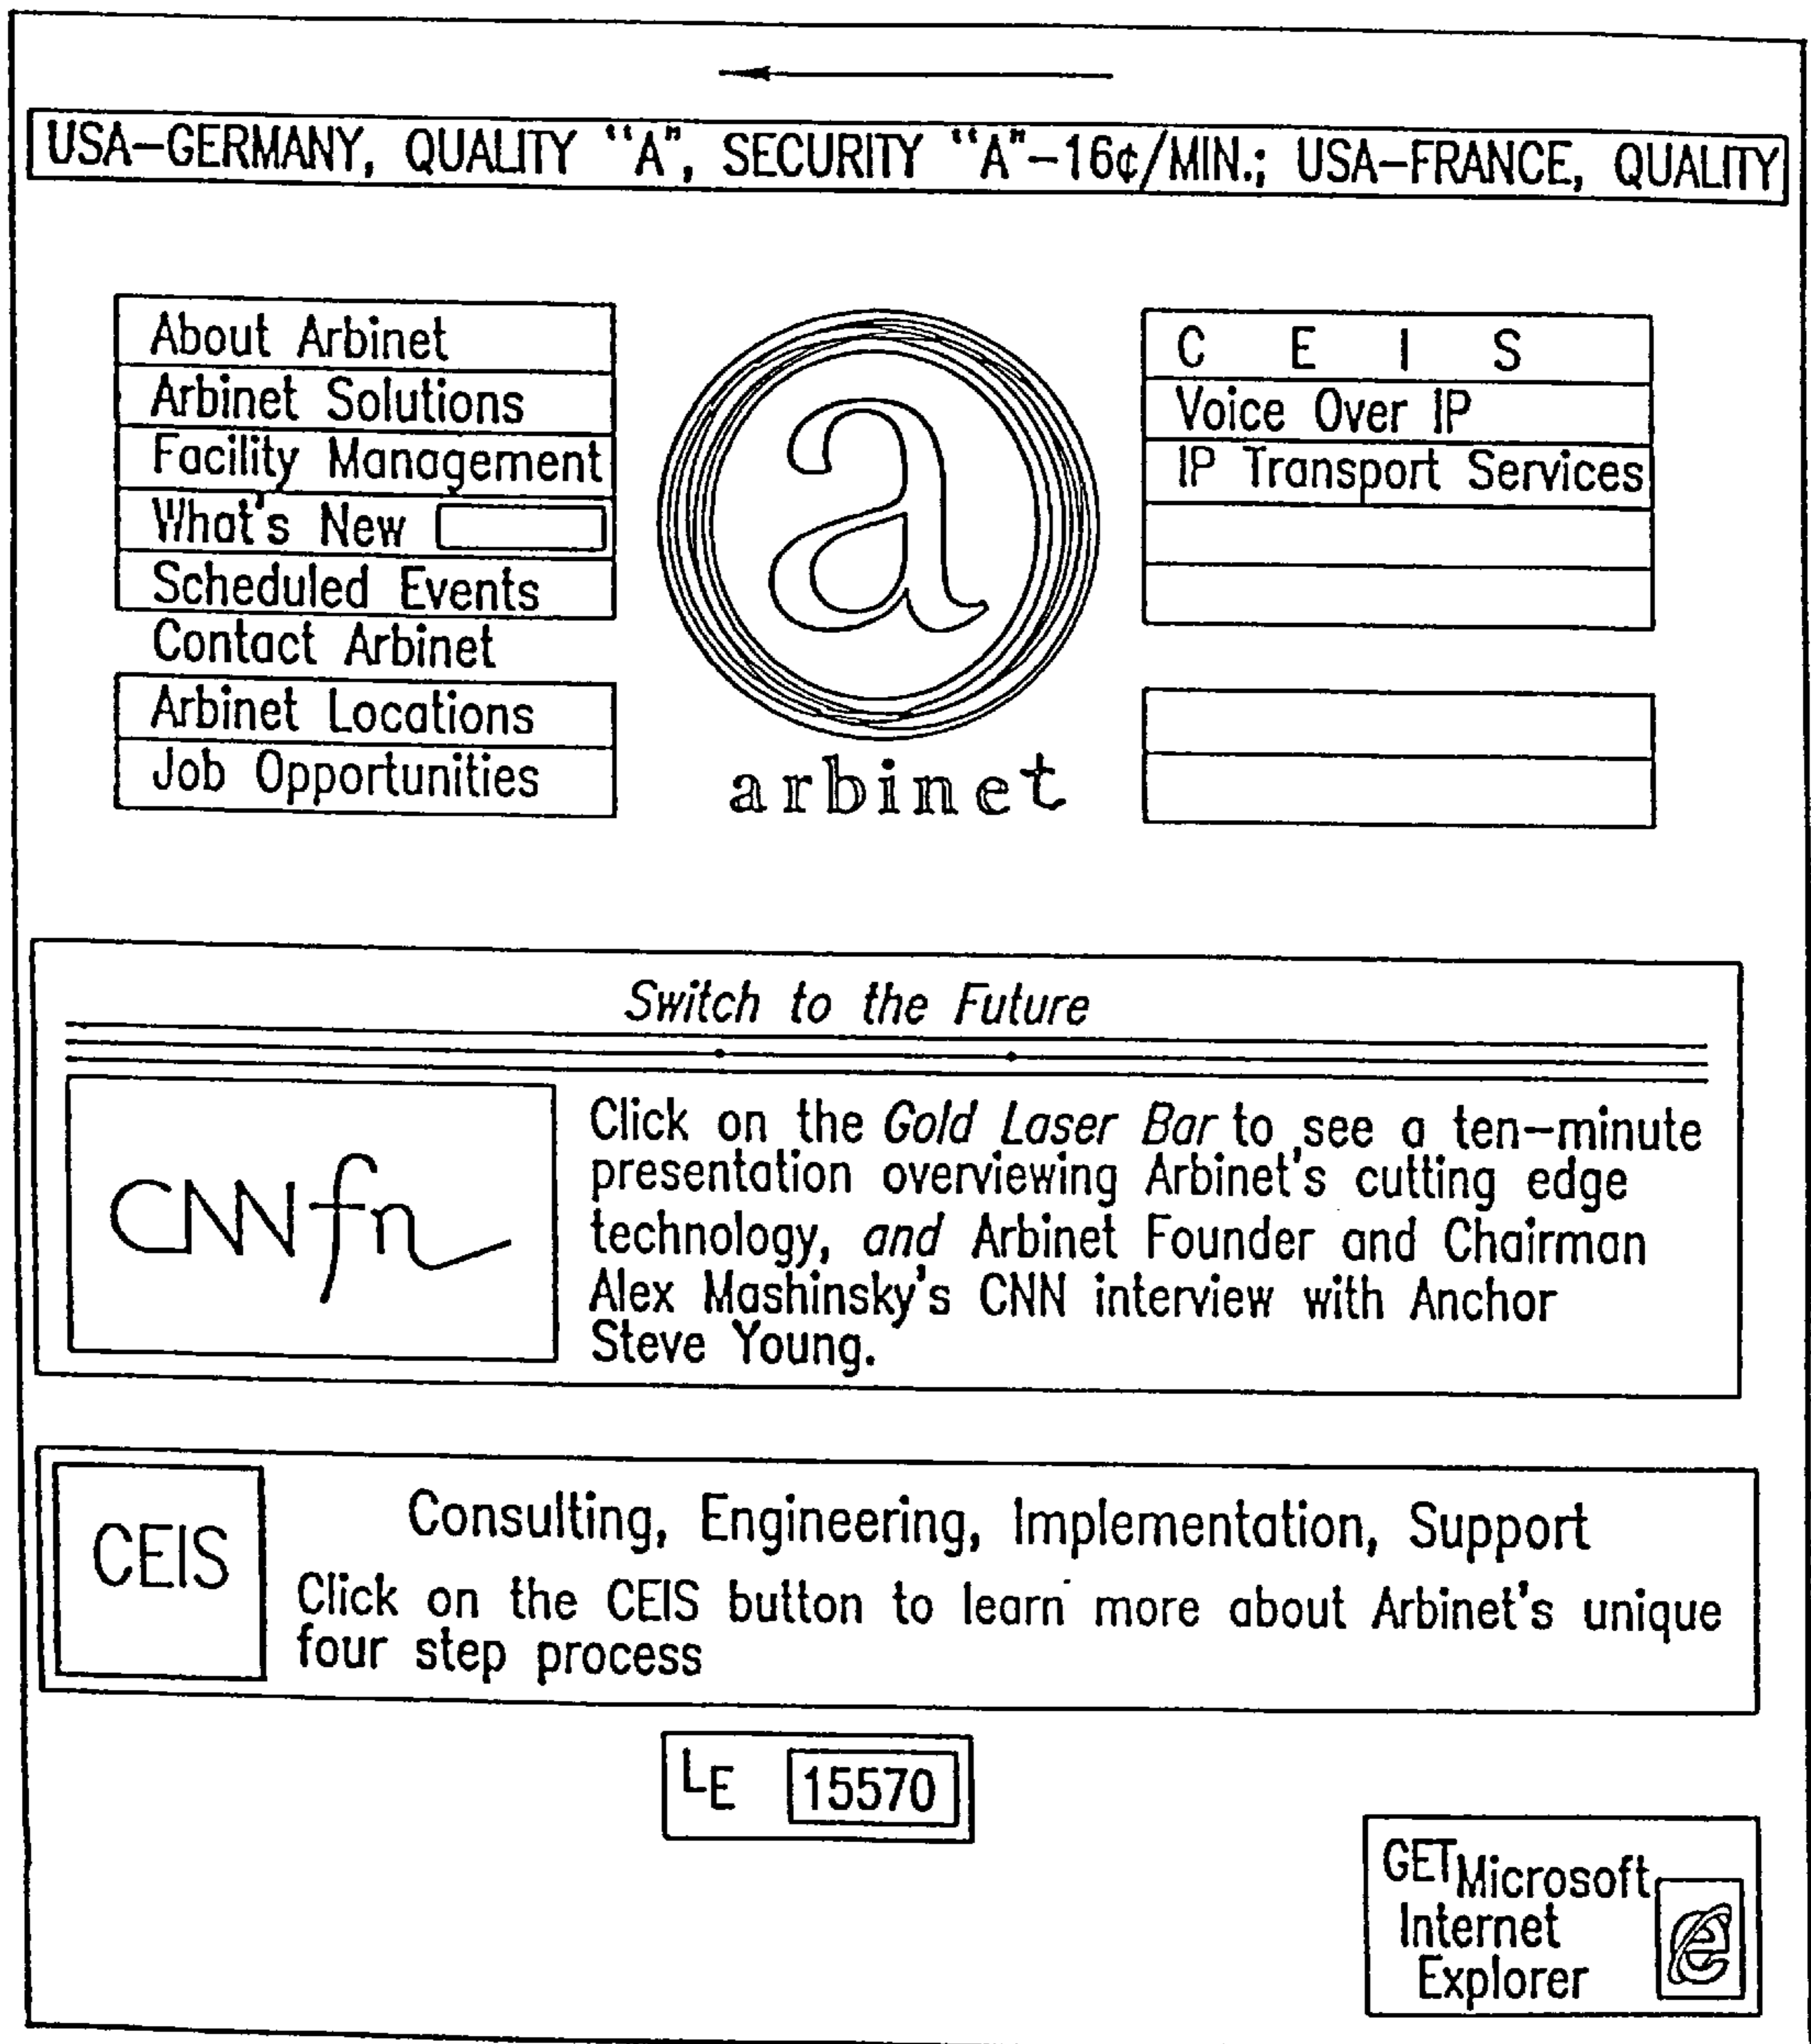 USA–GERMANY, QUALITY “A”, SECURITY “A”–16¢/MIN.; USA–FRANCE, QUALITY
About Arbinet
Arbinet Solutions
Facility Management
What's New
Scheduled Events
Contact Arbinet
Arbinet Locations
Job Opportunities
a
arbinet
C E I S
Voice Over IP
IP Transport Services
Switch to the Future
CNNfn
Click on the Gold Laser Bar to see a ten–minute
presentation overviewing Arbinet's cutting edge
technology, and Arbinet Founder and Chairman
Alex Mashinsky's CNN interview with Anchor
Steve Young.
CEIS
Consulting, Engineering, Implementation, Support
Click on the CEIS button to learn more about Arbinet's unique
four step process
LE 15570
GET Microsoft
Internet
Explorer
e